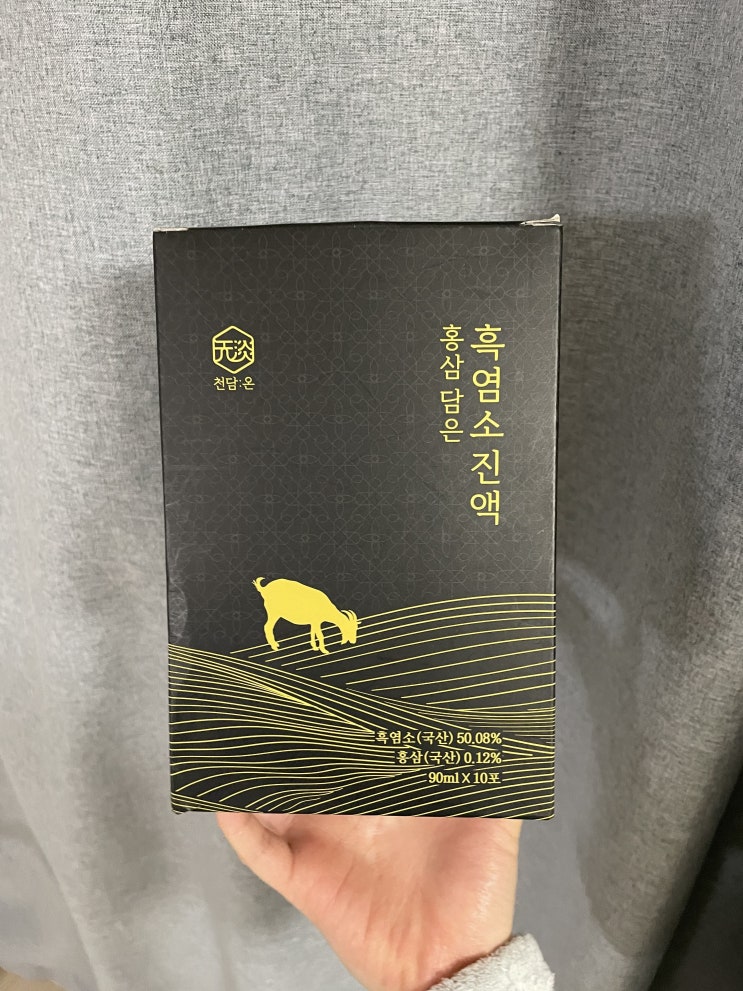 天淡
천담:온
홍삼 담은
흑염소 진액
흑염소(국산) 50.08%
홍삼(국산) 0.12%
90ml X 10포